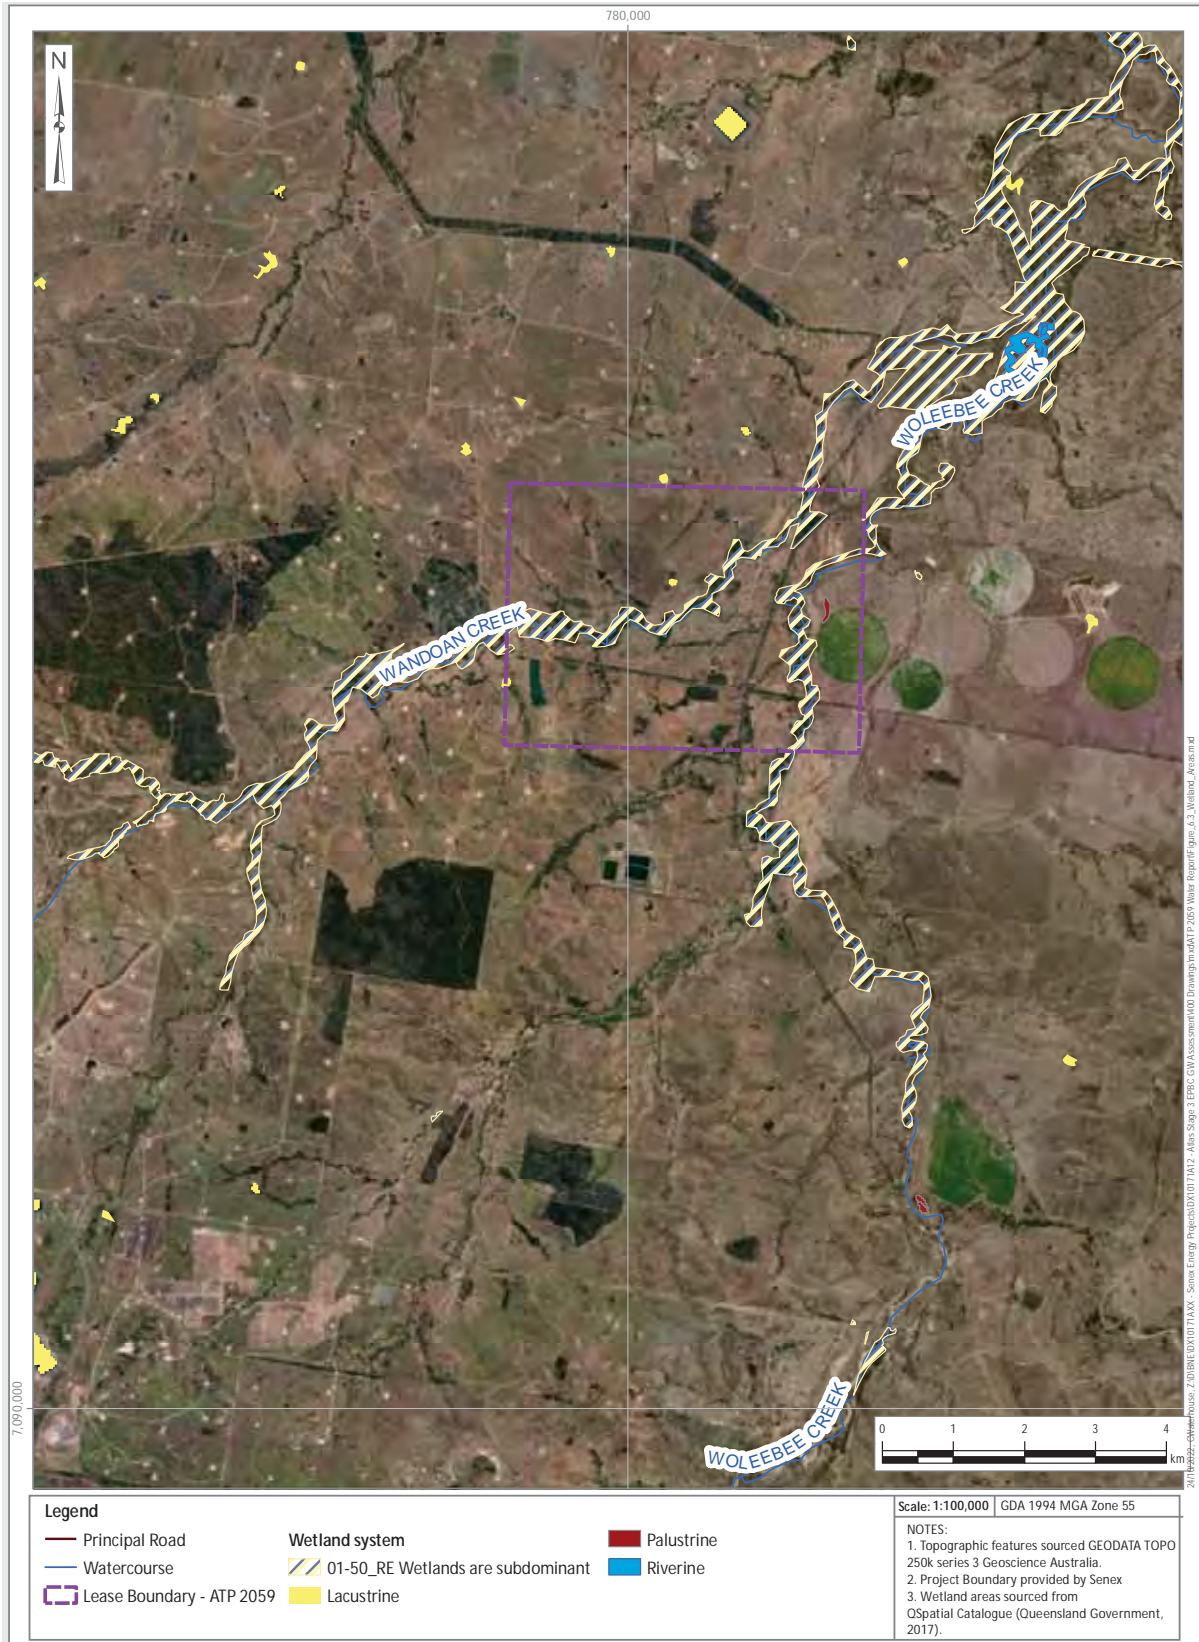 780,000
N
WOLEEBEE CREEK
WANDOAN CREEK
WOLEEBEE CREEK
7,090,000
0 1 2 3 4
km
Legend
Principal Road
Watercourse
Lease Boundary - ATP 2059
Wetland system
01-50_RE Wetlands are subdominant
Lacustrine
Palustrine
Riverine
Scale: 1:100,000 GDA 1994 MGA Zone 55
NOTES:
1. Topographic features sourced GEODATA TOPO
250k series 3 Geoscience Australia.
2. Project Boundary provided by Senex
3. Wetland areas sourced from
QSpatial Catalogue (Queensland Government,
2017).